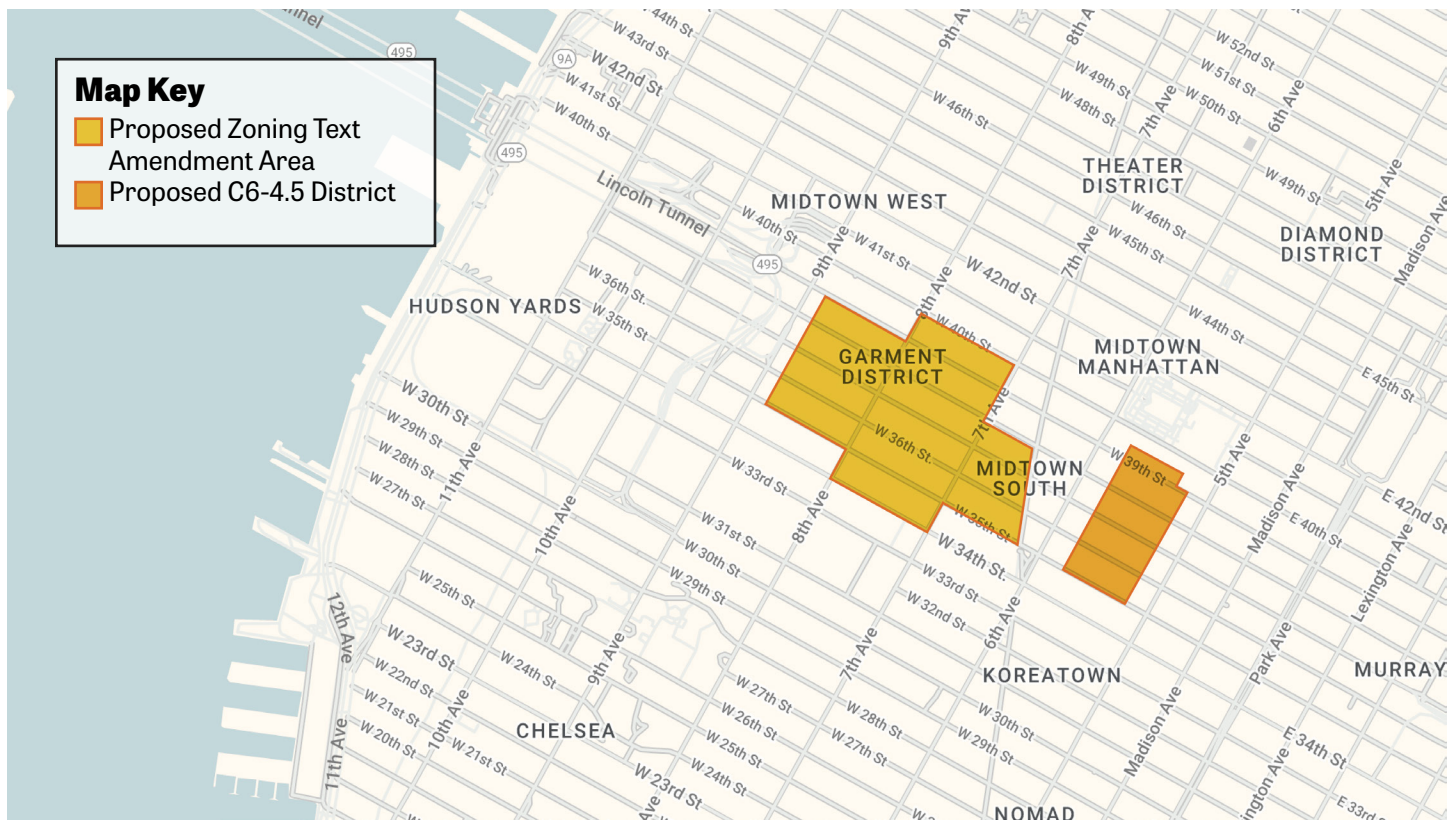 Map Key
Proposed Zoning Text
Amendment Area
Proposed C6-4.5 District
495
9A
W 44th St
W 43rd St
W 42nd St
W 41st St
W 40th St
495
9th Ave
8th Ave
W 52nd St
W 51st St
W 50th St
W 49th St
W 48th St
7th Ave
6th Ave
W 46th St
THEATER
DISTRICT
W 49th St
5th Ave
Madison Ave
Lincoln Tunnel
MIDTOWN WEST
W 40th St
W 41st St
9th Ave
495
W 42nd St
7th Ave
W 46th St
W 45th St
DIAMOND
DISTRICT
HUDSON YARDS
W 36th St.
W 35th St
8th Ave
W 40th St
W 44th St
GARMENT
DISTRICT
MIDTOWN
MANHATTAN
E 45th St
W 30th St
W 29th St
W 28th St
W 27th St
11th Ave
10th Ave
7th Ave
W 36th St.
W 33rd St
MIDTOWN
SOUTH
W 39th St
5th Ave
Madison Ave
E 42nd St
E 40th St
8th Ave
W 31st St
W 30th St
W 29th St
W 35th St
W 34th St.
W 33rd St
W 32nd St
6th Ave
Lexington Ave
12th Ave
W 25th St
W 23rd St
W 22nd St
W 21st St
W 20th St
W 24th St
9th Ave
7th Ave
KOREATOWN
Park Ave
MURRAY
11th Ave
10th Ave
W 21st St
CHELSEA
W 27th St
W 26th St
W 25th St
W 24th St
W 23rd St
W 28th St
W 27th St
W 30th St
W 29th St
Madison Ave
E 34th St
E 33rd St
NOMAD